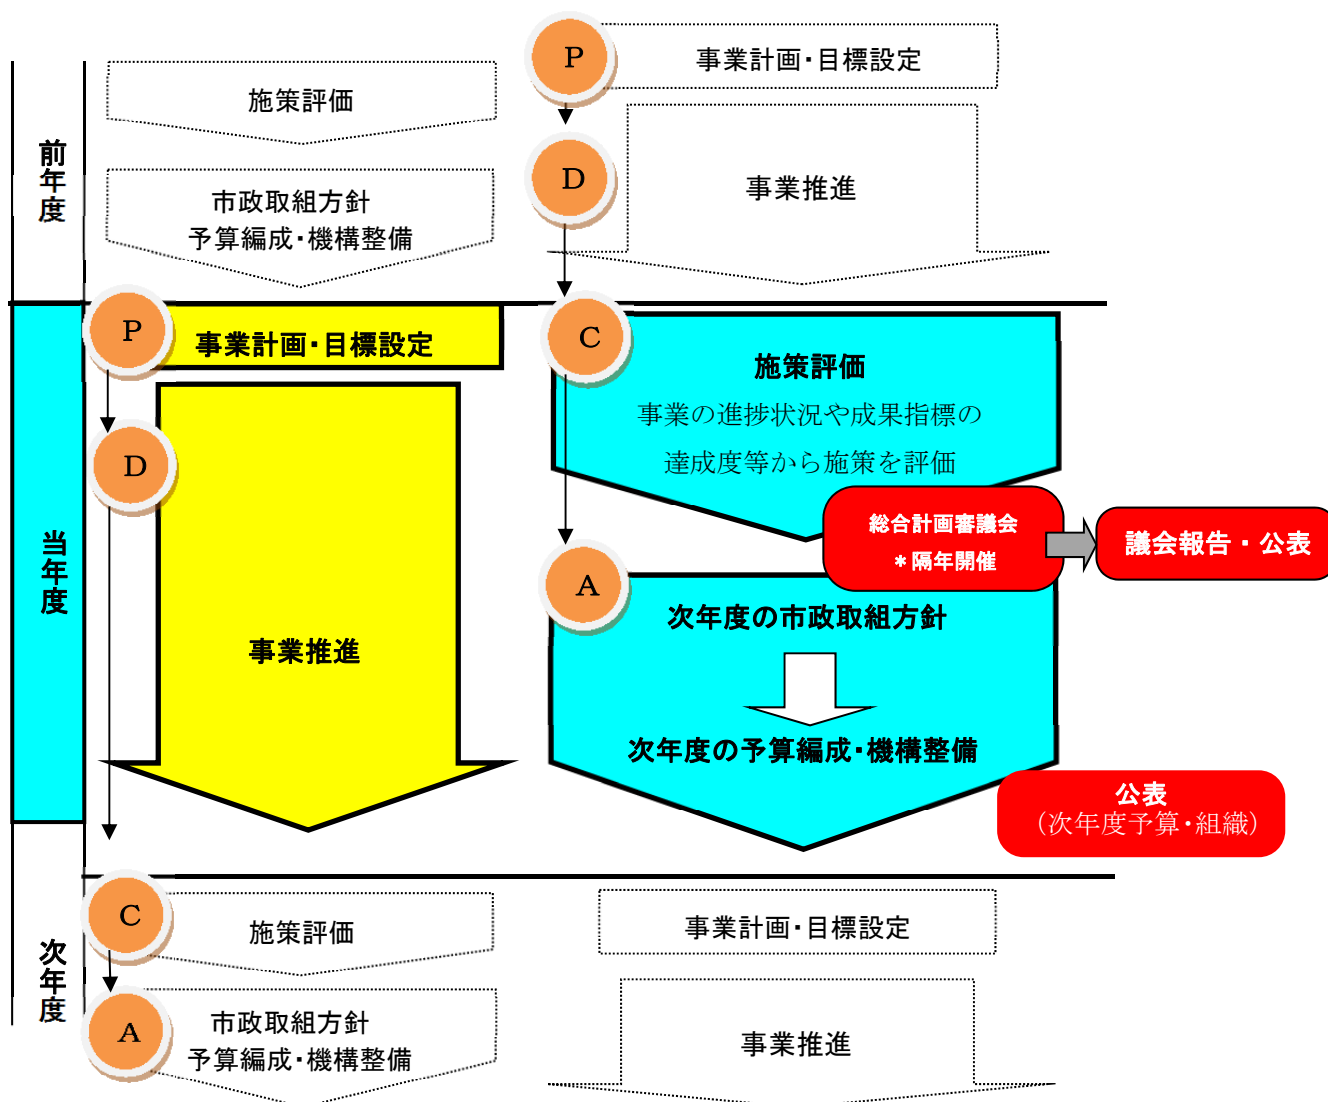 前年度
施策評価
市政取組方針
予算編成・機構整備
P
事業計画・目標設定
D
事業推進
当年度
P
事業計画・目標設定
D
事業推進
C
施策評価
事業の進捗状況や成果指標の
達成度等から施策を評価
総合計画審議会
＊隔年開催
議会報告・公表
A
次年度の市政取組方針
次年度の予算編成・機構整備
公表
（次年度予算・組織）
次年度
C
施策評価
A
市政取組方針
予算編成・機構整備
事業計画・目標設定
事業推進